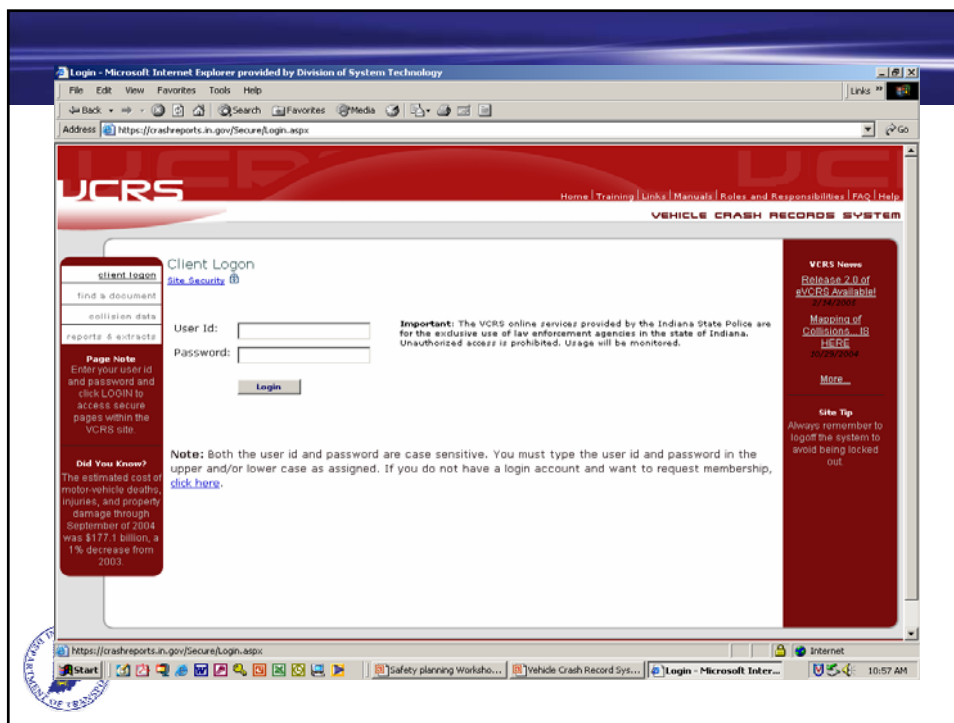 Login - Microsoft Internet Explorer provided by Division of System Technology
File Edit View Favorites Tools Help
Links »
Back Search Favorites Media
Address https://crashreports.in.gov/Secure/Login.aspx Go
UCRS
Home | Training | Links | Manuals | Roles and Responsibilities | FAQ | Help
VEHICLE CRASH RECORDS SYSTEM
client logon
find a document
collision data
reports & extracts
Page Note
Enter your user id
and password and
click LOGIN to
access secure
pages within the
VCRS site.
Did You Know?
The estimated cost of
motor-vehicle deaths,
injuries, and property
damage through
September of 2004
was $177.1 billion, a
1% decrease from
2003.
Client Logon
Site Security
User Id:
Password:
Login
Important: The VCRS online services provided by the Indiana State Police are
for the exclusive use of law enforcement agencies in the state of Indiana.
Unauthorized access is prohibited. Usage will be monitored.
Note: Both the user id and password are case sensitive. You must type the user id and password in the
upper and/or lower case as assigned. If you do not have a login account and want to request membership,
click here.
VCRS News
Release 2.0 of
eVCRS Available!
Mapping of
Collisions... IS
HERE
10/29/2004
More...
Site Tip
Always remember to
logoff the system to
avoid being locked
out.
https://crashreports.in.gov/Secure/Login.aspx
Internet
Start
Safety planning Worksho...
Vehicle Crash Record Sys...
Login - Microsoft Inter...
10:57 AM